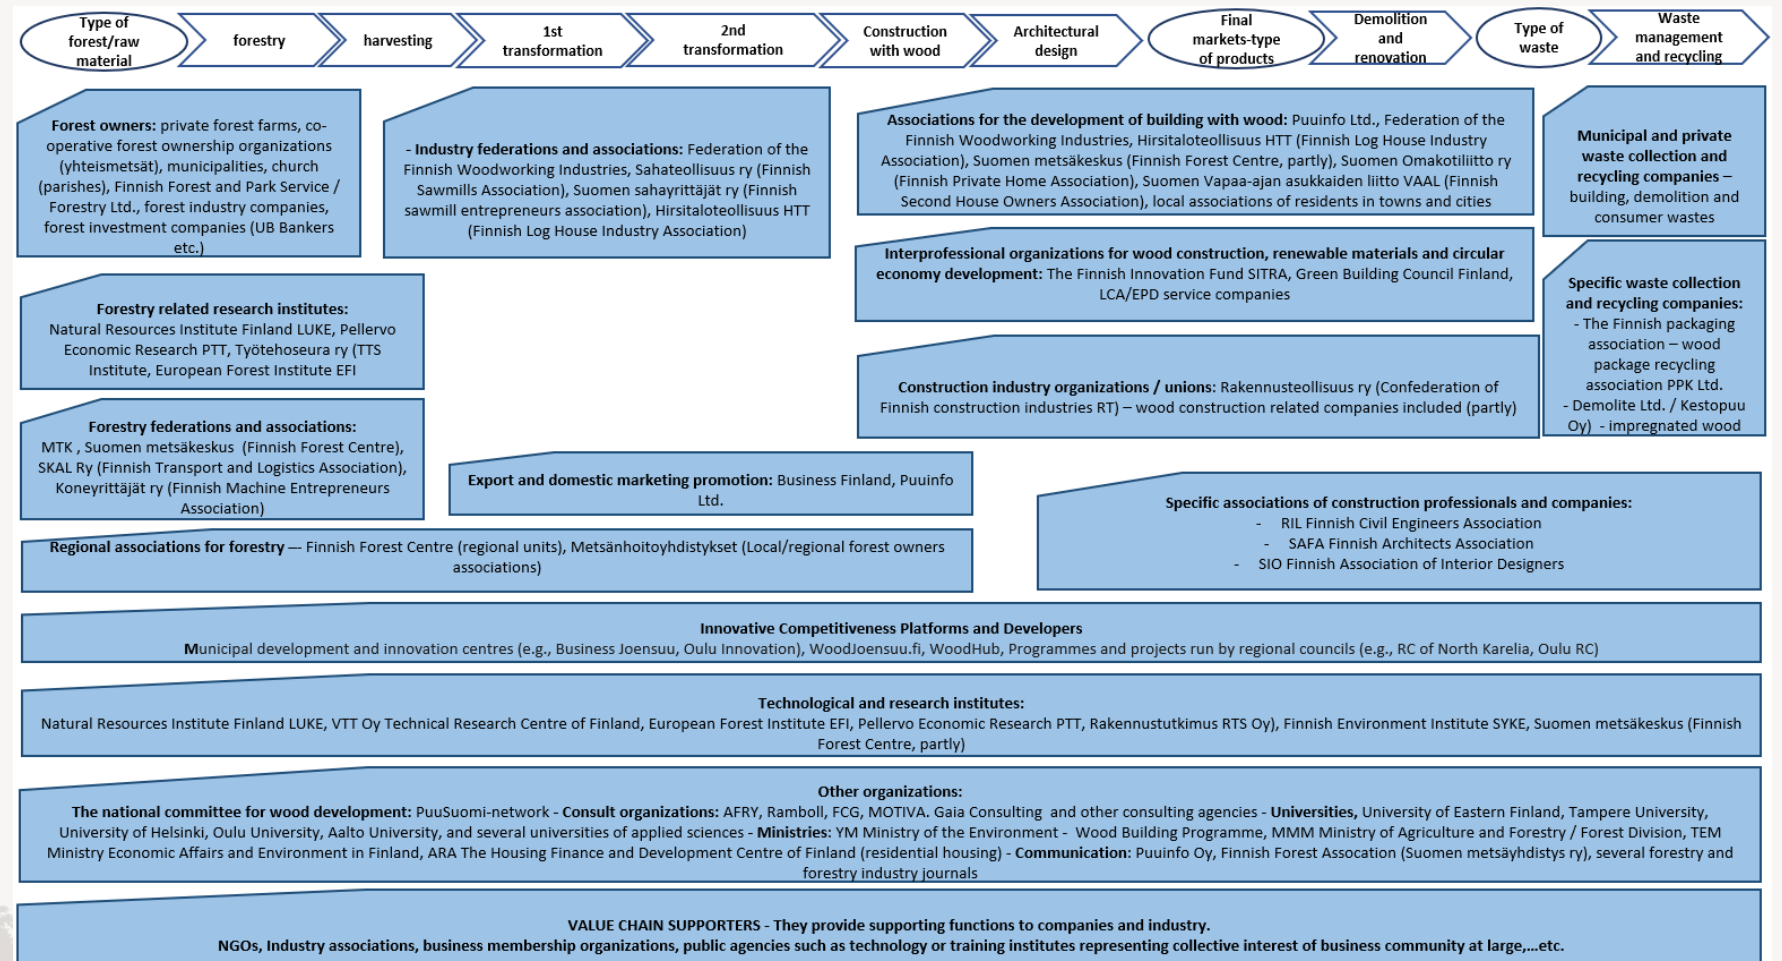 Type of
forest/raw
material
forestry
harvesting
1st
transformation
2nd
transformation
Construction
with wood
Architectural
design
Final
markets-type
of products
Demolition
and
renovation
Type of
waste
Waste
management
and recycling
Forest owners: private forest farms, co-
operative forest ownership organizations
(yhteismetsät), municipalities, church
(parishes), Finnish Forest and Park Service /
Forestry Ltd., forest industry companies,
forest investment companies (UB Bankers
etc.)
- Industry federations and associations: Federation of the
Finnish Woodworking Industries, Sahateollisuus ry (Finnish
Sawmills Association), Suomen sahayrittäjät ry (Finnish
sawmill entrepreneurs association), Hirsitaloteollisuus HTT
(Finnish Log House Industry Association)
Associations for the development of building with wood: Puuinfo Ltd., Federation of the
Finnish Woodworking Industries, Hirsitaloteollisuus HTT (Finnish Log House Industry
Association), Suomen metsäkeskus (Finnish Forest Centre, partly), Suomen Omakotiliitto ry
(Finnish Private Home Association), Suomen Vapaa-ajan asukkaiden liitto VAAL (Finnish
Second House Owners Association), local associations of residents in towns and cities
Municipal and private
waste collection and
recycling companies –
building, demolition and
consumer wastes
Interprofessional organizations for wood construction, renewable materials and circular
economy development: The Finnish Innovation Fund SITRA, Green Building Council Finland,
LCA/EPD service companies
Specific waste collection
and recycling companies:
- The Finnish packaging
association – wood
package recycling
association PPK Ltd.
- Demolite Ltd. / Kestopuu
Oy)  - impregnated wood
Forestry related research institutes:
Natural Resources Institute Finland LUKE, Pellervo
Economic Research PTT, Työtehoseura ry (TTS
Institute, European Forest Institute EFI
Construction industry organizations / unions: Rakennusteollisuus ry (Confederation of
Finnish construction industries RT) – wood construction related companies included (partly)
Forestry federations and associations:
MTK , Suomen metsäkeskus  (Finnish Forest Centre),
SKAL Ry (Finnish Transport and Logistics Association),
Koneyrittäjät ry (Finnish Machine Entrepreneurs
Association)
Export and domestic marketing promotion: Business Finland, Puuinfo
Ltd.
Specific associations of construction professionals and companies:
- RIL Finnish Civil Engineers Association
- SAFA Finnish Architects Association
- SIO Finnish Association of Interior Designers
Regional associations for forestry –- Finnish Forest Centre (regional units), Metsänhoitoyhdistykset (Local/regional forest owners
associations)
Innovative Competitiveness Platforms and Developers
Municipal development and innovation centres (e.g., Business Joensuu, Oulu Innovation), WoodJoensuu.fi, WoodHub, Programmes and projects run by regional councils (e.g., RC of North Karelia, Oulu RC)
Technological and research institutes:
Natural Resources Institute Finland LUKE, VTT Oy Technical Research Centre of Finland, European Forest Institute EFI, Pellervo Economic Research PTT, Rakennustutkimus RTS Oy), Finnish Environment Institute SYKE, Suomen metsäkeskus (Finnish
Forest Centre, partly)
Other organizations:
The national committee for wood development: PuuSuomi-network - Consult organizations: AFRY, Ramboll, FCG, MOTIVA. Gaia Consulting  and other consulting agencies - Universities, University of Eastern Finland, Tampere University,
University of Helsinki, Oulu University, Aalto University, and several universities of applied sciences - Ministries: YM Ministry of the Environment -  Wood Building Programme, MMM Ministry of Agriculture and Forestry / Forest Division, TEM
Ministry Economic Affairs and Environment in Finland, ARA The Housing Finance and Development Centre of Finland (residential housing) - Communication: Puuinfo Oy, Finnish Forest Assocation (Suomen metsäyhdistys ry), several forestry and
forestry industry journals
VALUE CHAIN SUPPORTERS - They provide supporting functions to companies and industry.
NGOs, Industry associations, business membership organizations, public agencies such as technology or training institutes representing collective interest of business community at large,...etc.